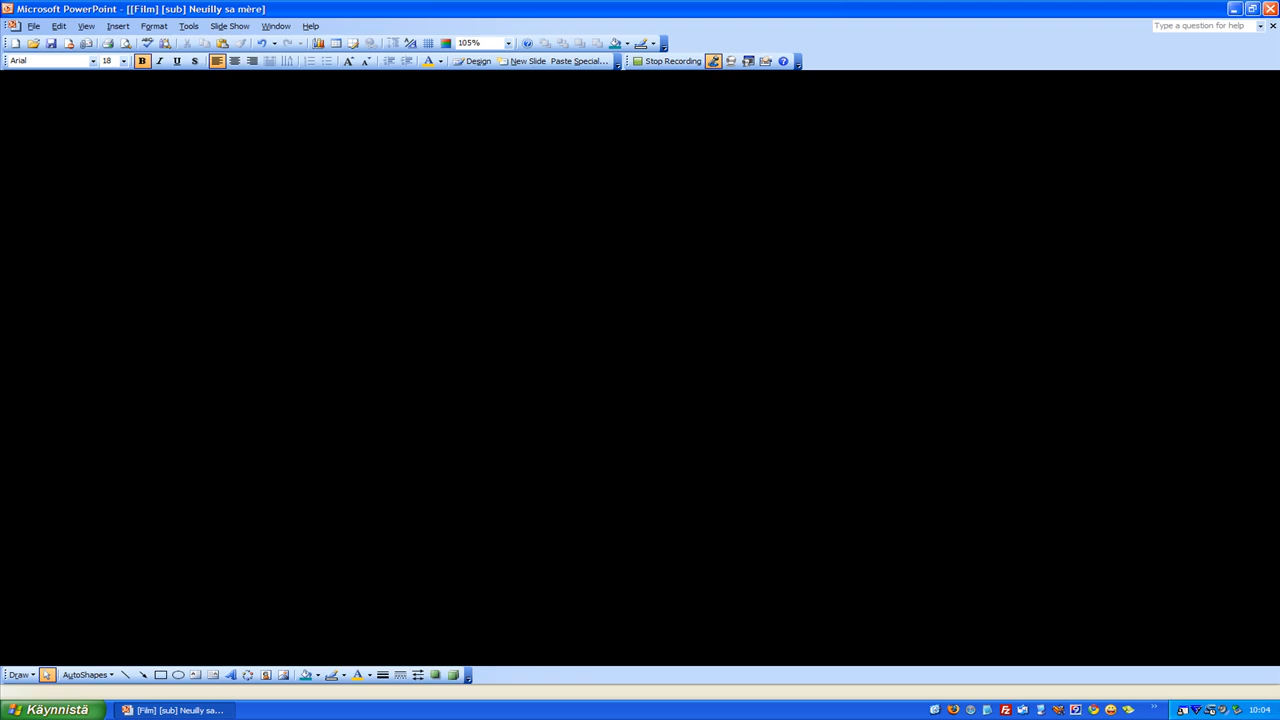 Microsoft PowerPoint - [[Film] [sub] Neuilly sa mère]
File Edit View Insert Format Tools Slide Show Window Help
Type a question for help
105%
Arial 18 B I U S A A A Design New Slide Paste Special... Stop Recording
Draw AutoShapes A A
Käynnistä [Film] [sub] Neuilly sa... 10:04